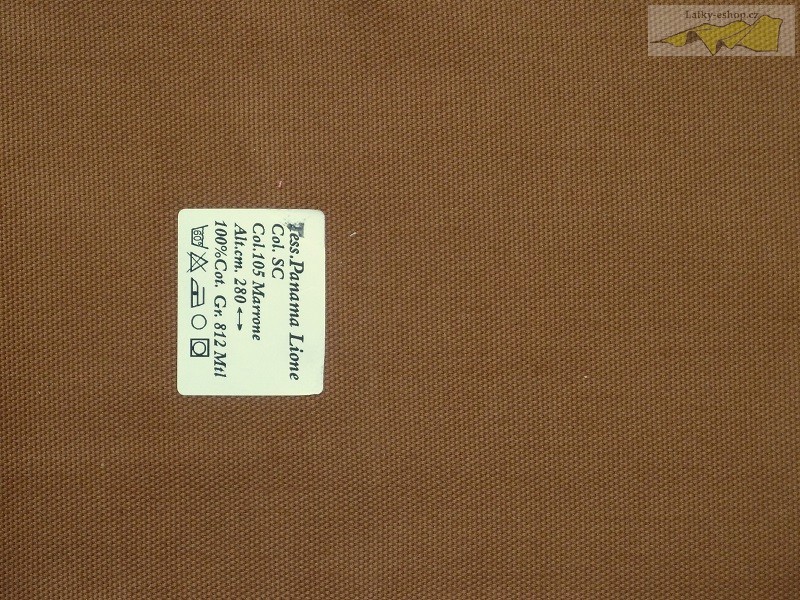 Latky-eshop.cz
Tess.Panama Lione
Col. SC
Col.105 Marrone
Alt.cm. 280 ↔
100%Cot. Gr. 812 Mtl
60°